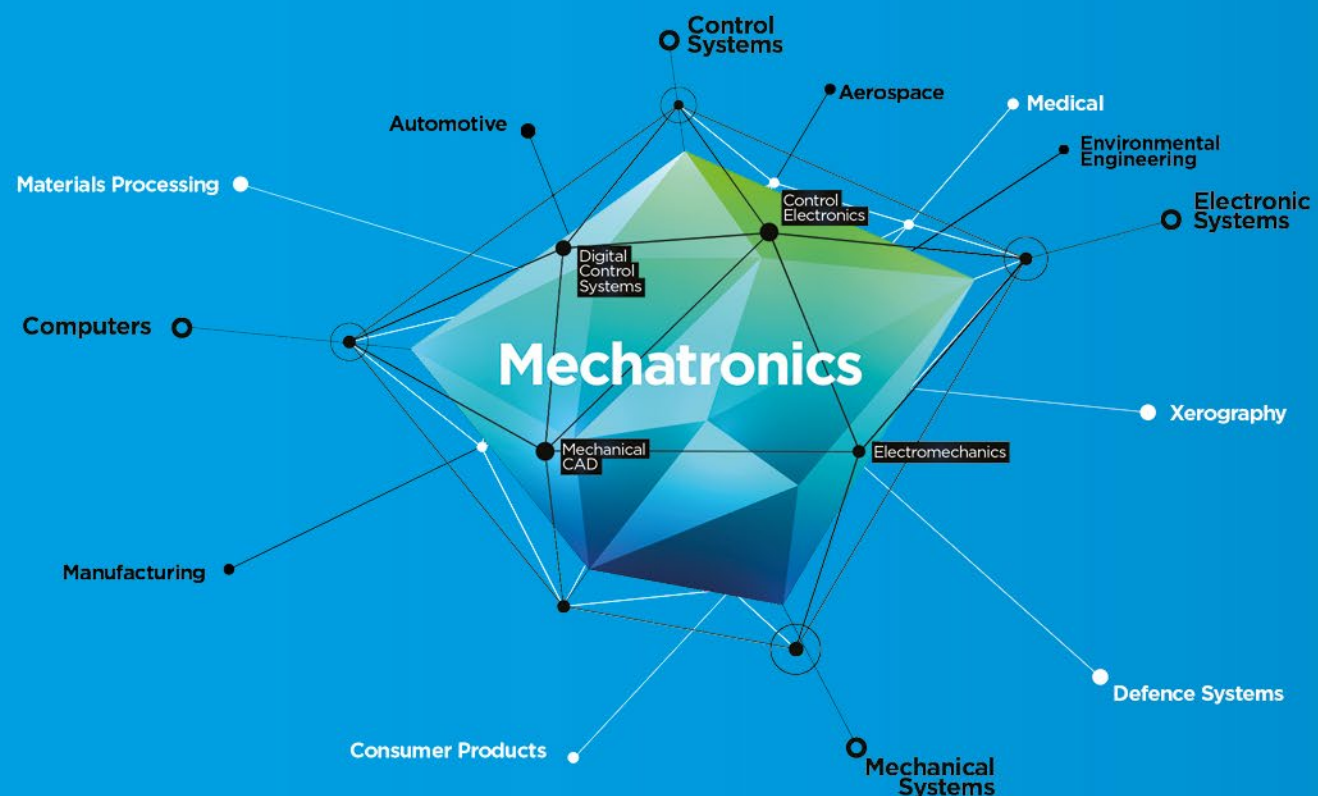 Control
Systems
Aerospace
Medical
Automotive
Environmental
Engineering
Materials Processing
Control
Electronics
Electronic
Systems
Digital
Control
Systems
Computers
Mechatronics
Xerography
Mechanical
CAD
Electromechanics
Manufacturing
Defence Systems
Consumer Products
Mechanical
Systems